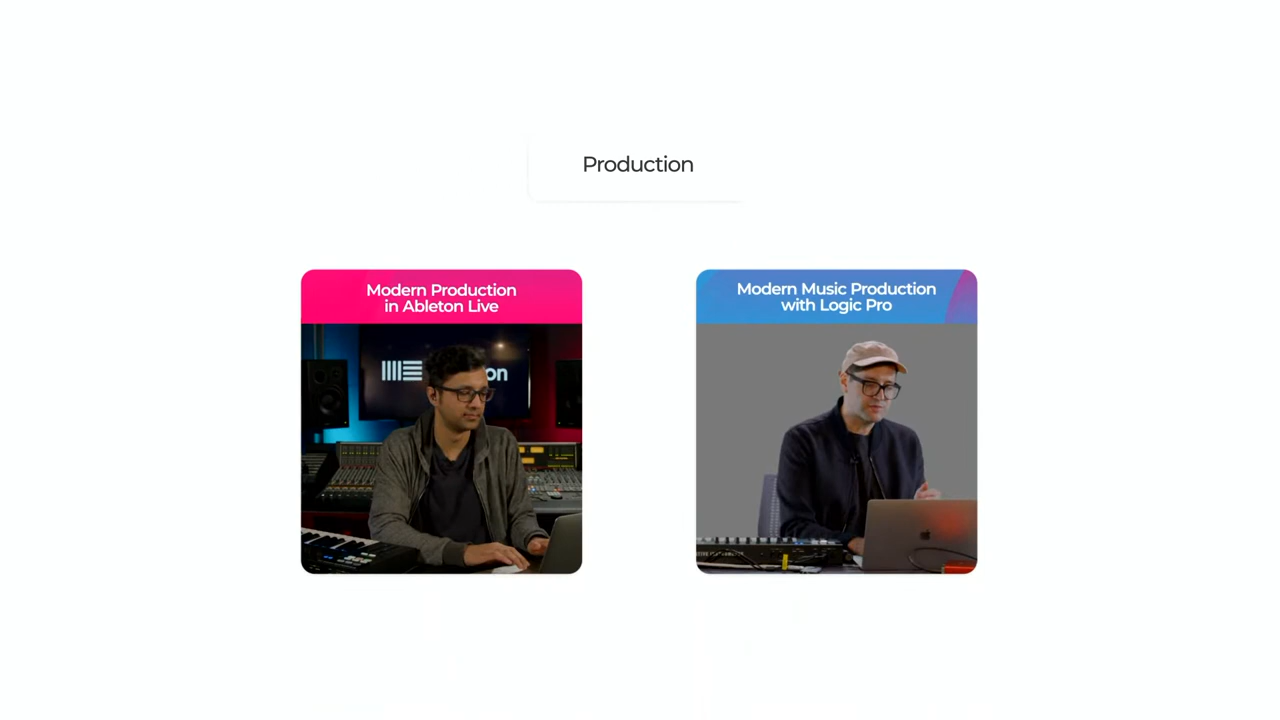 Production
Modern Production
in Ableton Live
Modern Music Production
with Logic Pro